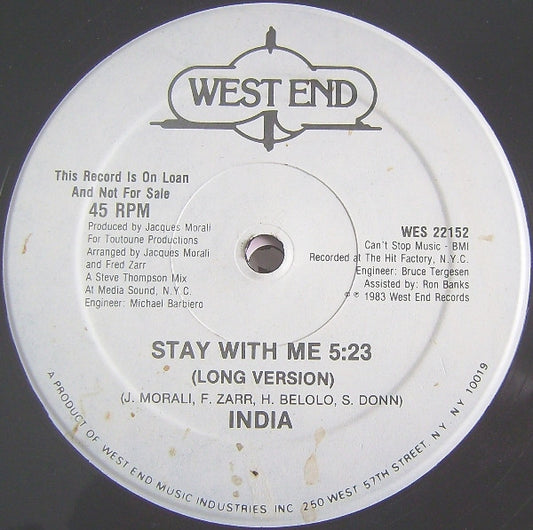 WEST END
This Record Is On Loan
And Not For Sale
45 RPM
Produced by Jacques Morali
For Toutoune Productions
Arranged by Jacques Morali
and Fred Zarr
A Steve Thompson Mix
At Media Sound, N.Y.C.
Engineer: Michael Barbiero
WES 22152
Can't Stop Music - BMI
Recorded at The Hit Factory, N.Y.C.
Engineer: Bruce Tergesen
Assisted by: Ron Banks
© ℗ 1983 West End Records
STAY WITH ME 5:23
(LONG VERSION)
(J. MORALI, F. ZARR, H. BELOLO, S. DONN)
INDIA
A PRODUCT OF WEST END MUSIC INDUSTRIES INC 250 WEST 57TH STREET, N.Y. NY 10019